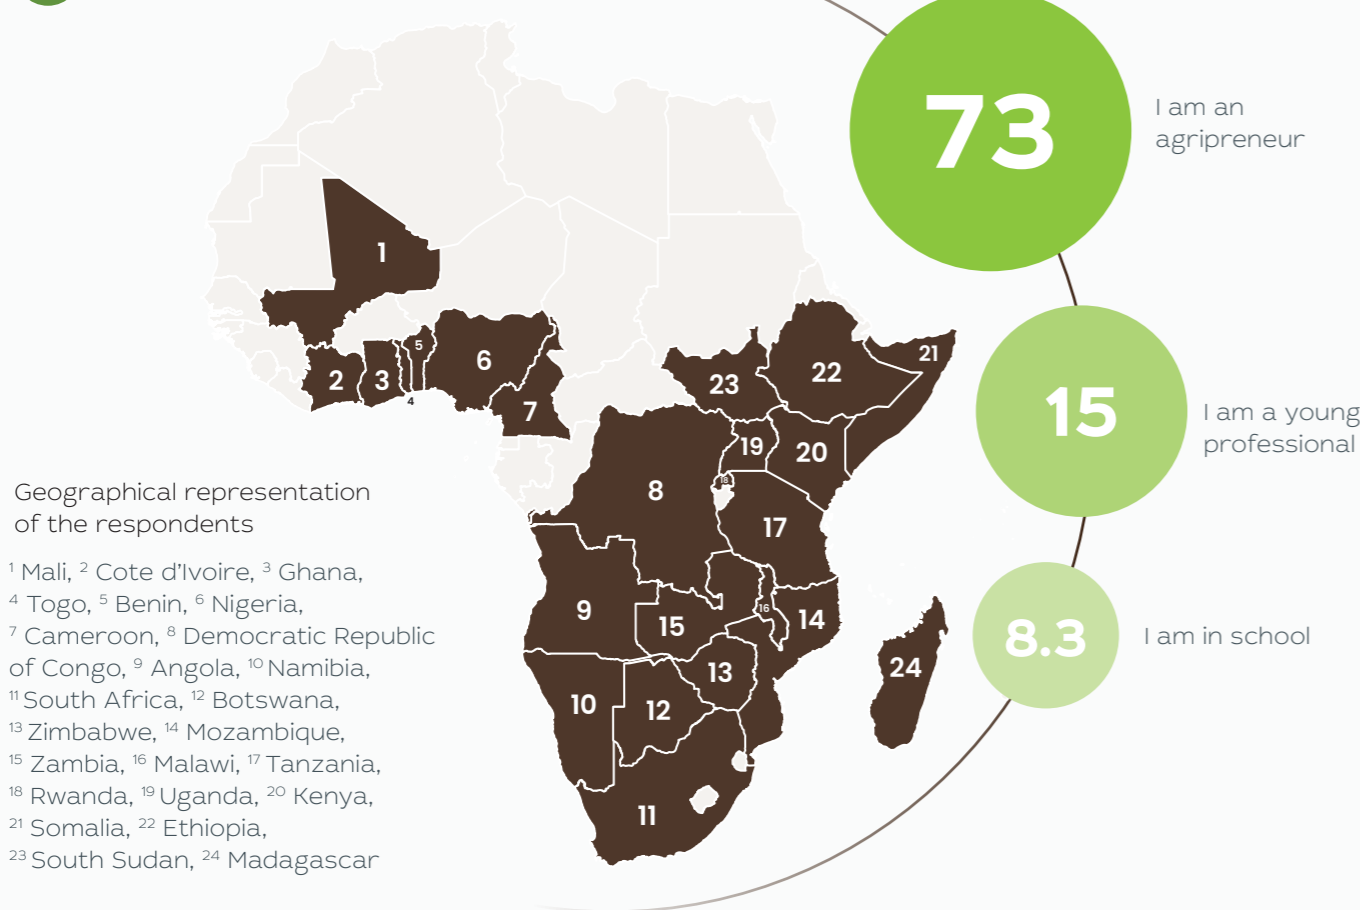 73
I am an
agripreneur
15
I am a young
professional
8.3
I am in school
1
2
3
4
5
6
7
8
9
10
11
12
13
14
15
16
17
18
19
20
21
22
23
24
Geographical representation
of the respondents
¹ Mali, ² Cote d’Ivoire, ³ Ghana,
⁴ Togo, ⁵ Benin, ⁶ Nigeria,
⁷ Cameroon, ⁸ Democratic Republic
of Congo, ⁹ Angola, ¹⁰ Namibia,
¹¹ South Africa, ¹² Botswana,
¹³ Zimbabwe, ¹⁴ Mozambique,
¹⁵ Zambia, ¹⁶ Malawi, ¹⁷ Tanzania,
¹⁸ Rwanda, ¹⁹ Uganda, ²⁰ Kenya,
²¹ Somalia, ²² Ethiopia,
²³ South Sudan, ²⁴ Madagascar